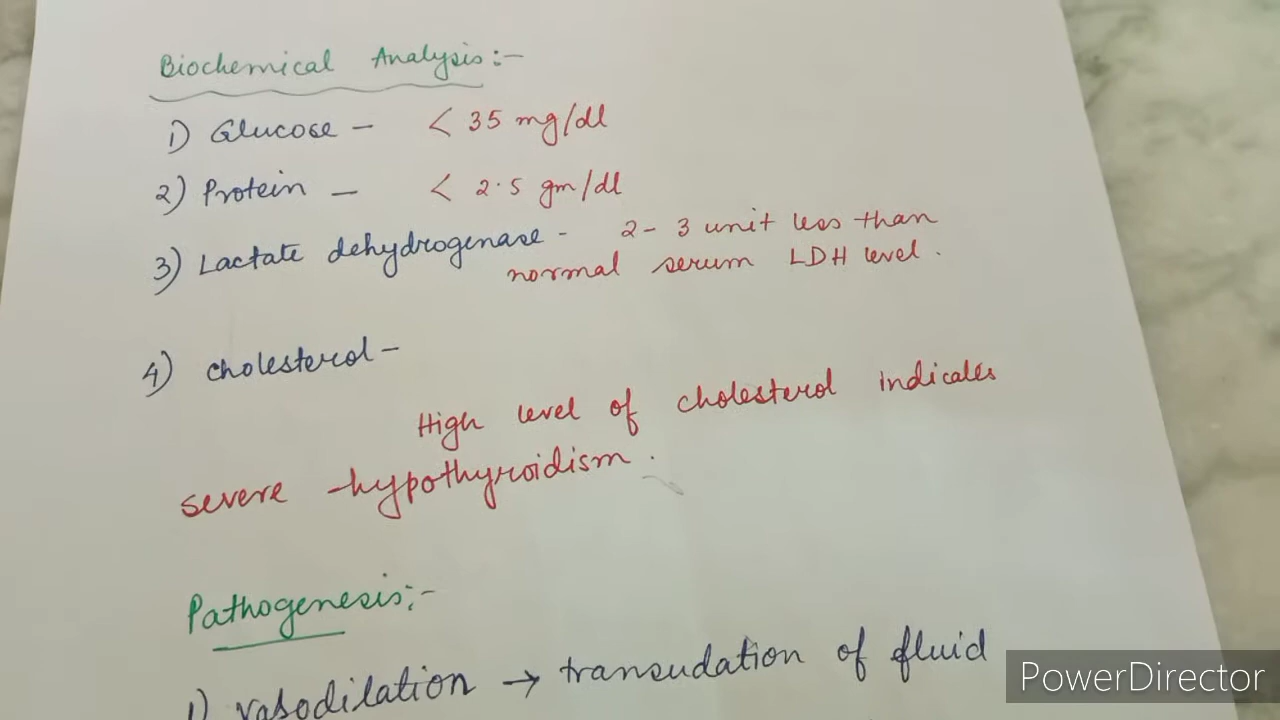 Biochemical Analysis:-
1) Glucose - < 35 mg/dl
2) Protein - < 2.5 gm/dl
3) Lactate dehydrogenase - 2-3 unit less than
normal serum LDH level.
4) cholesterol -
High level of cholesterol indicates
severe hypothyroidism.
Pathogenesis:-
1) vasodilation → transudation of fluid
PowerDirector